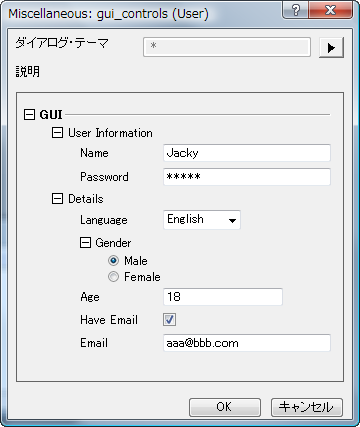 Miscellaneous: gui_controls (User)
ダイアログ・テーマ *
説明
GUI
User Information
Name Jacky
Password *****
Details
Language English
Gender
Male
Female
Age 18
Have Email
Email aaa@bbb.com
OK キャンセル